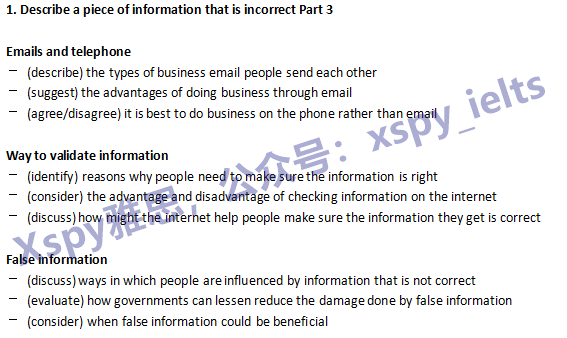 1. Describe a piece of information that is incorrect Part 3
Emails and telephone
– (describe) the types of business email people send each other
– (suggest) the advantages of doing business through email
– (agree/disagree) it is best to do business on the phone rather than email
Way to validate information
– (identify) reasons why people need to make sure the information is right
– (consider) the advantage and disadvantage of checking information on the internet
– (discuss) how might the internet help people make sure the information they get is correct
False information
– (discuss) ways in which people are influenced by information that is not correct
– (evaluate) how governments can lessen reduce the damage done by false information
– (consider) when false information could be beneficial
Xspy雅思，公众号：xspy_ielts